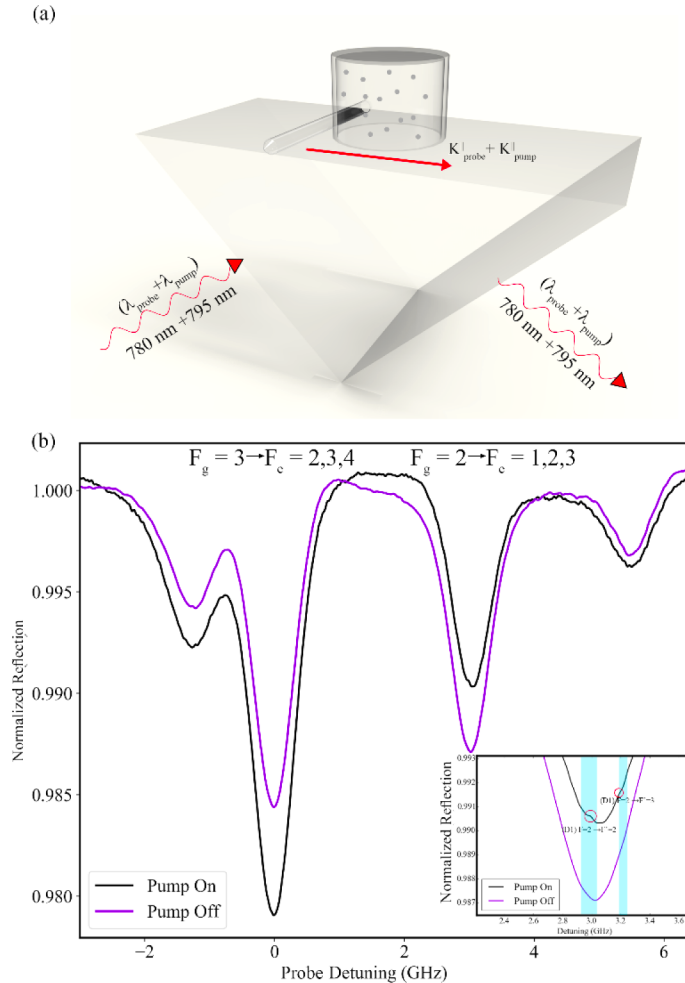 (a)
K∥probe + K∥pump
(λprobe+λpump)
780 nm +795 nm
(λprobe+λpump)
780 nm +795 nm
(b)
Fg = 3→Fe = 2,3,4
Fg = 2→Fe = 1,2,3
1.000
0.995
0.990
0.985
0.980
Normalized Reflection
Pump On
Pump Off
−2
0
2
4
6
Probe Detuning (GHz)
0.993
0.992
0.991
0.990
0.989
0.988
0.987
Normalized Reflection
(D1) F=2→F'=3
(D1) F=2→F'=2
Pump On
Pump Off
2.4
2.8
3.0
3.2
3.6
Detuning (GHz)